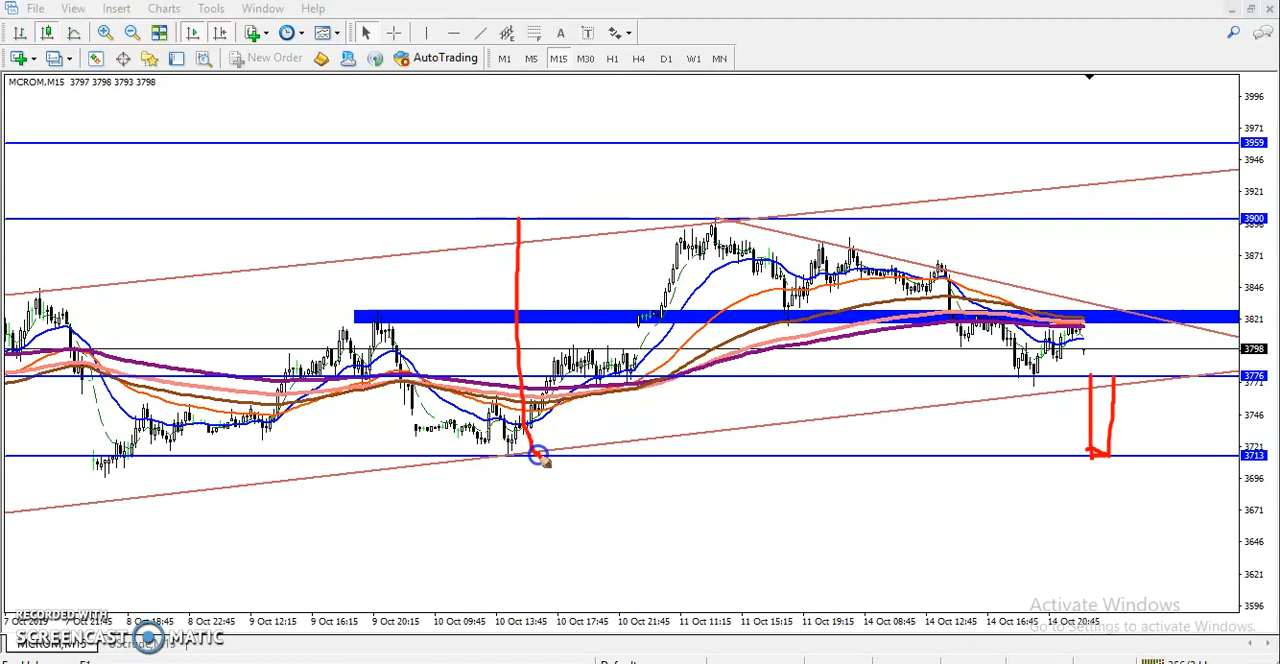 File View Insert Charts Tools Window Help
A T
New Order AutoTrading M1 M5 M15 M30 H1 H4 D1 W1 MN
MCROM,M15 3797 3798 3793 3798
3996
3971
3959
3946
3921
3900
3896
3871
3846
3821
3798
3776
3771
3746
3721
3713
3696
3671
3646
3621
3596
7 Oct 2019 7 Oct 21:45 8 Oct 18:45 8 Oct 22:45 9 Oct 12:15 9 Oct 16:15 9 Oct 20:15 10 Oct 09:45 10 Oct 13:45 10 Oct 17:45 10 Oct 21:45 11 Oct 11:15 11 Oct 15:15 14 Oct 08:45 14 Oct 12:45 14 Oct 16:45 14 Oct 20:45
Activate Windows
Go to Settings to activate Windows.
RECORDED WITH
SCREENCAST MATIC
MCROM,M15